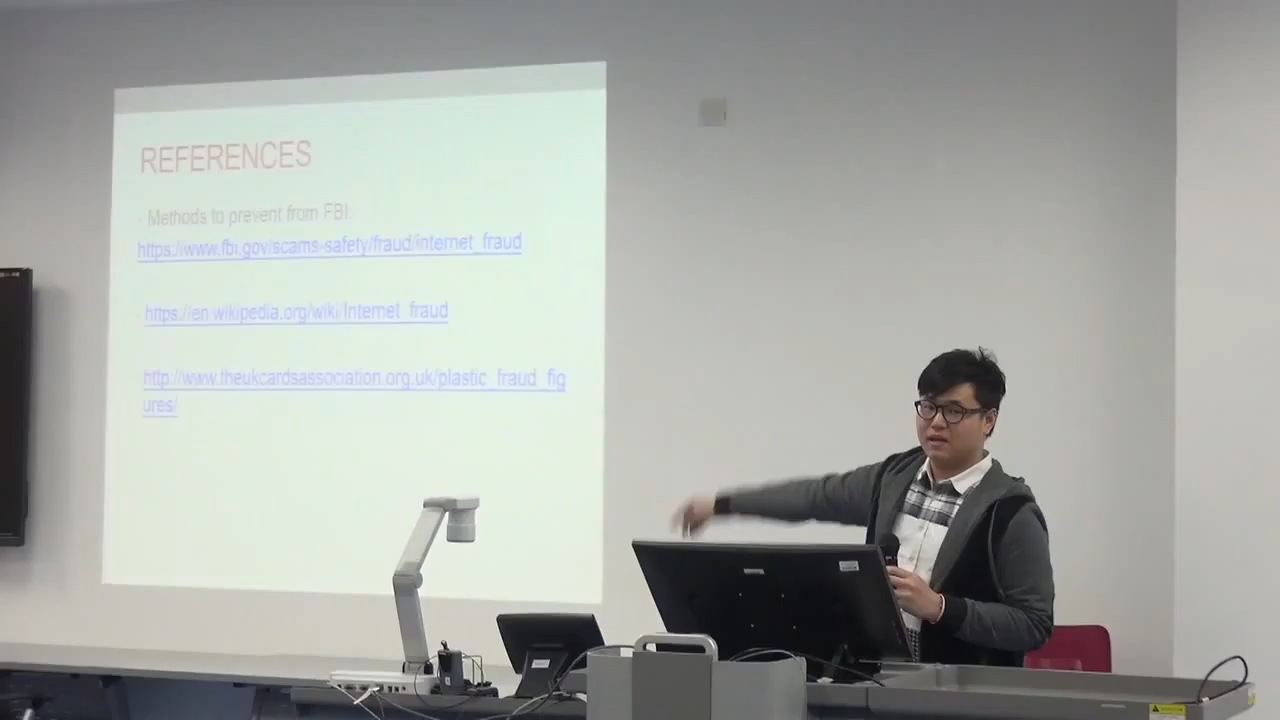 REFERENCES
- Methods to prevent from FBI:
https://www.fbi.gov/scams-safety/fraud/internet_fraud
https://en.wikipedia.org/wiki/Internet_fraud
http://www.theukcardsassociation.org.uk/plastic_fraud_fig
ures/